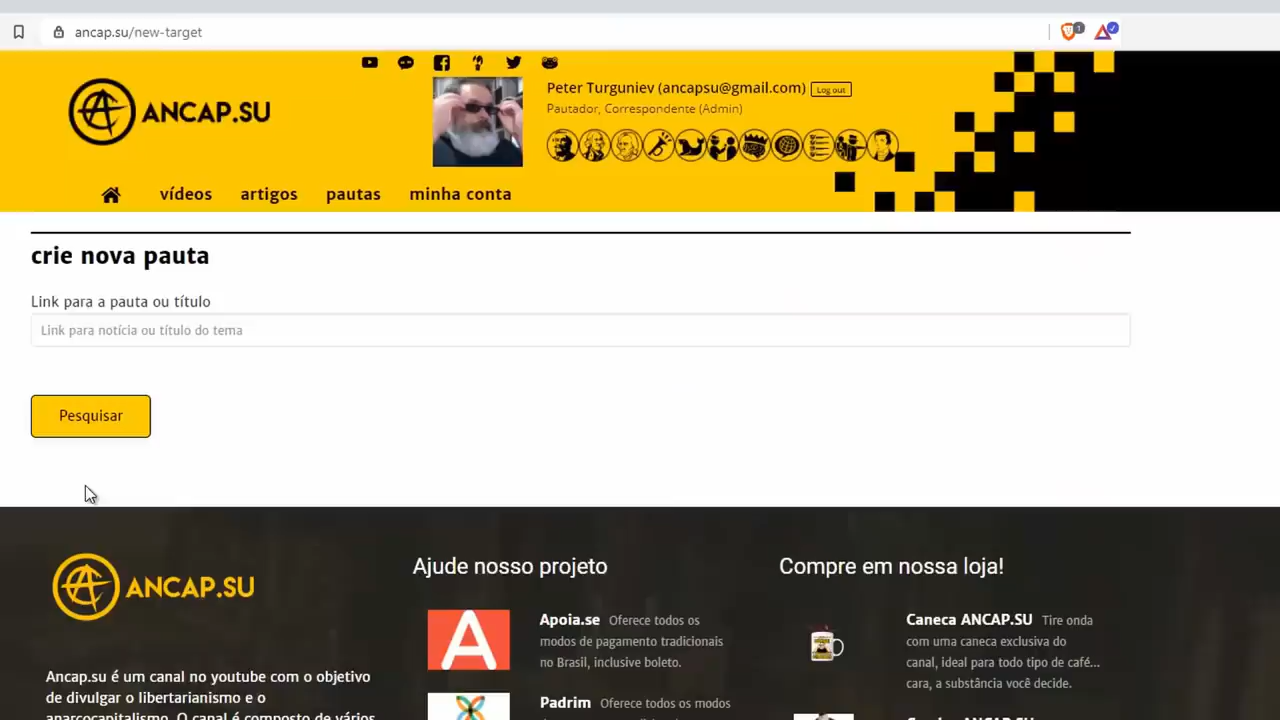 ancap.su/new-target
ANCAP.SU
Peter Turguniev (ancapsu@gmail.com) Log out
Pautador, Correspondente (Admin)
vídeos artigos pautas minha conta
crie nova pauta
Link para a pauta ou título
Link para notícia ou título do tema
Pesquisar
ANCAP.SU
Ancap.su é um canal no youtube com o objetivo
de divulgar o libertarianismo e o
anarcocapitalismo. O canal é composto de vários
Ajude nosso projeto
Apoia.se Oferece todos os
modos de pagamento tradicionais
no Brasil, inclusive boleto.
Padrim Oferece todos os modos
Compre em nossa loja!
Caneca ANCAP.SU Tire onda
com uma caneca exclusiva do
canal, ideal para todo tipo de café...
cara, a substância você decide.